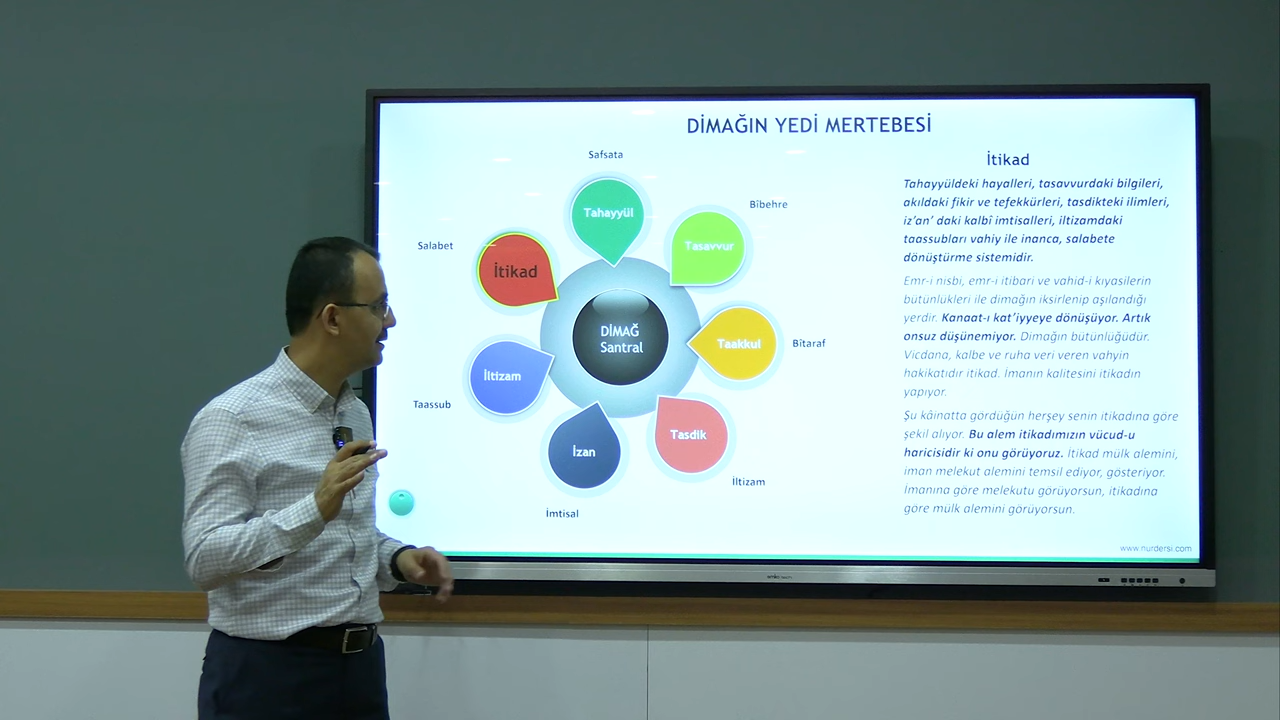 DİMAĞIN YEDİ MERTEBESİ
Safsata
Tahayyül
Bîbehre
Tasavvur
Salabet
İtikad
DİMAĞ
Santral
Taakkul
Bîtaraf
İltizam
Taassub
Tasdik
İltizam
İzan
İmtisal
İtikad
Tahayyüldeki hayalleri, tasavvurdaki bilgileri,
akıldaki fikir ve tefekkürleri, tasdikteki ilimleri,
iz’an’ daki kalbî imtisalleri, iltizamdaki
taassubları vahiy ile inanca, salabete
dönüştürme sistemidir.
Emr-i nisbi, emr-i itibari ve vahid-i kıyasilerin
bütünlükleri ile dimağın iksirlenip aşılandığı
yerdir. Kanaat-ı kat’iyyeye dönüşüyor. Artık
onsuz düşünemiyor. Dimağın bütünlüğüdür.
Vicdana, kalbe ve ruha veri veren vahyin
hakikatıdır itikad. İmanın kalitesini itikadın
yapıyor.
Şu kâinatta gördüğün herşey senin itikadına göre
şekil alıyor. Bu alem itikadımızın vücud-u
haricisidir ki onu görüyoruz. İtikad mülk alemini,
iman melekut alemini temsil ediyor, gösteriyor.
İmanına göre melekutu görüyorsun, itikadına
göre mülk alemini görüyorsun.
www.nurdersi.com